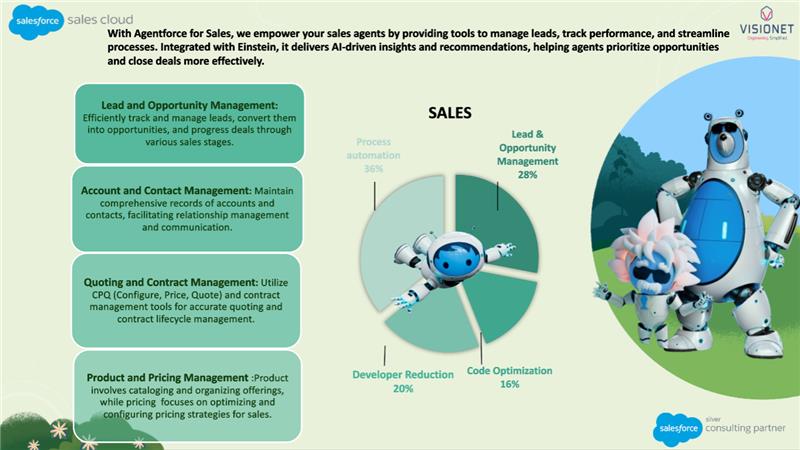 salesforce
sales cloud
With Agentforce for Sales, we empower your sales agents by providing tools to manage leads, track performance, and streamline
processes. Integrated with Einstein, it delivers AI-driven insights and recommendations, helping agents prioritize opportunities
and close deals more effectively.
VISIONET
Engineering Simplified.
Lead and Opportunity Management:
Efficiently track and manage leads, convert them
into opportunities, and progress deals through
various sales stages.
Account and Contact Management: Maintain
comprehensive records of accounts and
contacts, facilitating relationship management
and communication.
Quoting and Contract Management: Utilize
CPQ (Configure, Price, Quote) and contract
management tools for accurate quoting and
contract lifecycle management.
Product and Pricing Management :Product
involves cataloging and organizing offerings,
while pricing focuses on optimizing and
configuring pricing strategies for sales.
SALES
Process
automation
36%
Lead &
Opportunity
Management
28%
Developer Reduction
20%
Code Optimization
16%
salesforce
silver
consulting partner